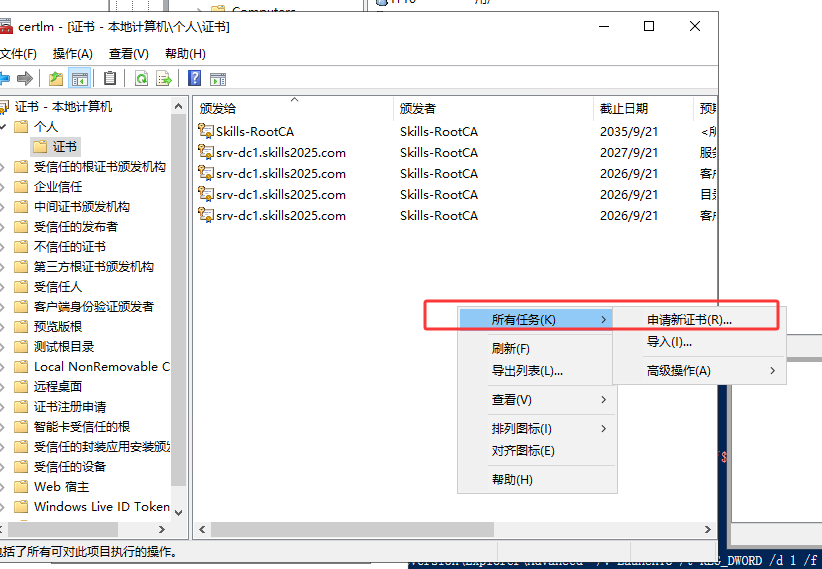 Computers
certlm - [证书 - 本地计算机\个人\证书]
文件(F) 操作(A) 查看(V) 帮助(H)
证书 - 本地计算机
个人
证书
受信任的根证书颁发机构
企业信任
中间证书颁发机构
受信任的发布者
不信任的证书
第三方根证书颁发机构
受信任人
客户端身份验证颁发者
预览版根
测试根目录
Local NonRemovable C
远程桌面
证书注册申请
智能卡受信任的根
受信任的封装应用安装颁发
受信任的设备
Web 宿主
Windows Live ID Token
颁发给 颁发者 截止日期 预期
Skills-RootCA Skills-RootCA 2035/9/21 <所
srv-dc1.skills2025.com Skills-RootCA 2027/9/21 服务
srv-dc1.skills2025.com Skills-RootCA 2026/9/21 客户
srv-dc1.skills2025.com Skills-RootCA 2026/9/21 目录
srv-dc1.skills2025.com Skills-RootCA 2026/9/21 客户
所有任务(K)
刷新(F)
导出列表(L)...
查看(V)
排列图标(I)
对齐图标(E)
帮助(H)
申请新证书(R)...
导入(I)...
高级操作(A)
包括了所有可对此项目执行的操作。
$
DWORD /d 1 /f